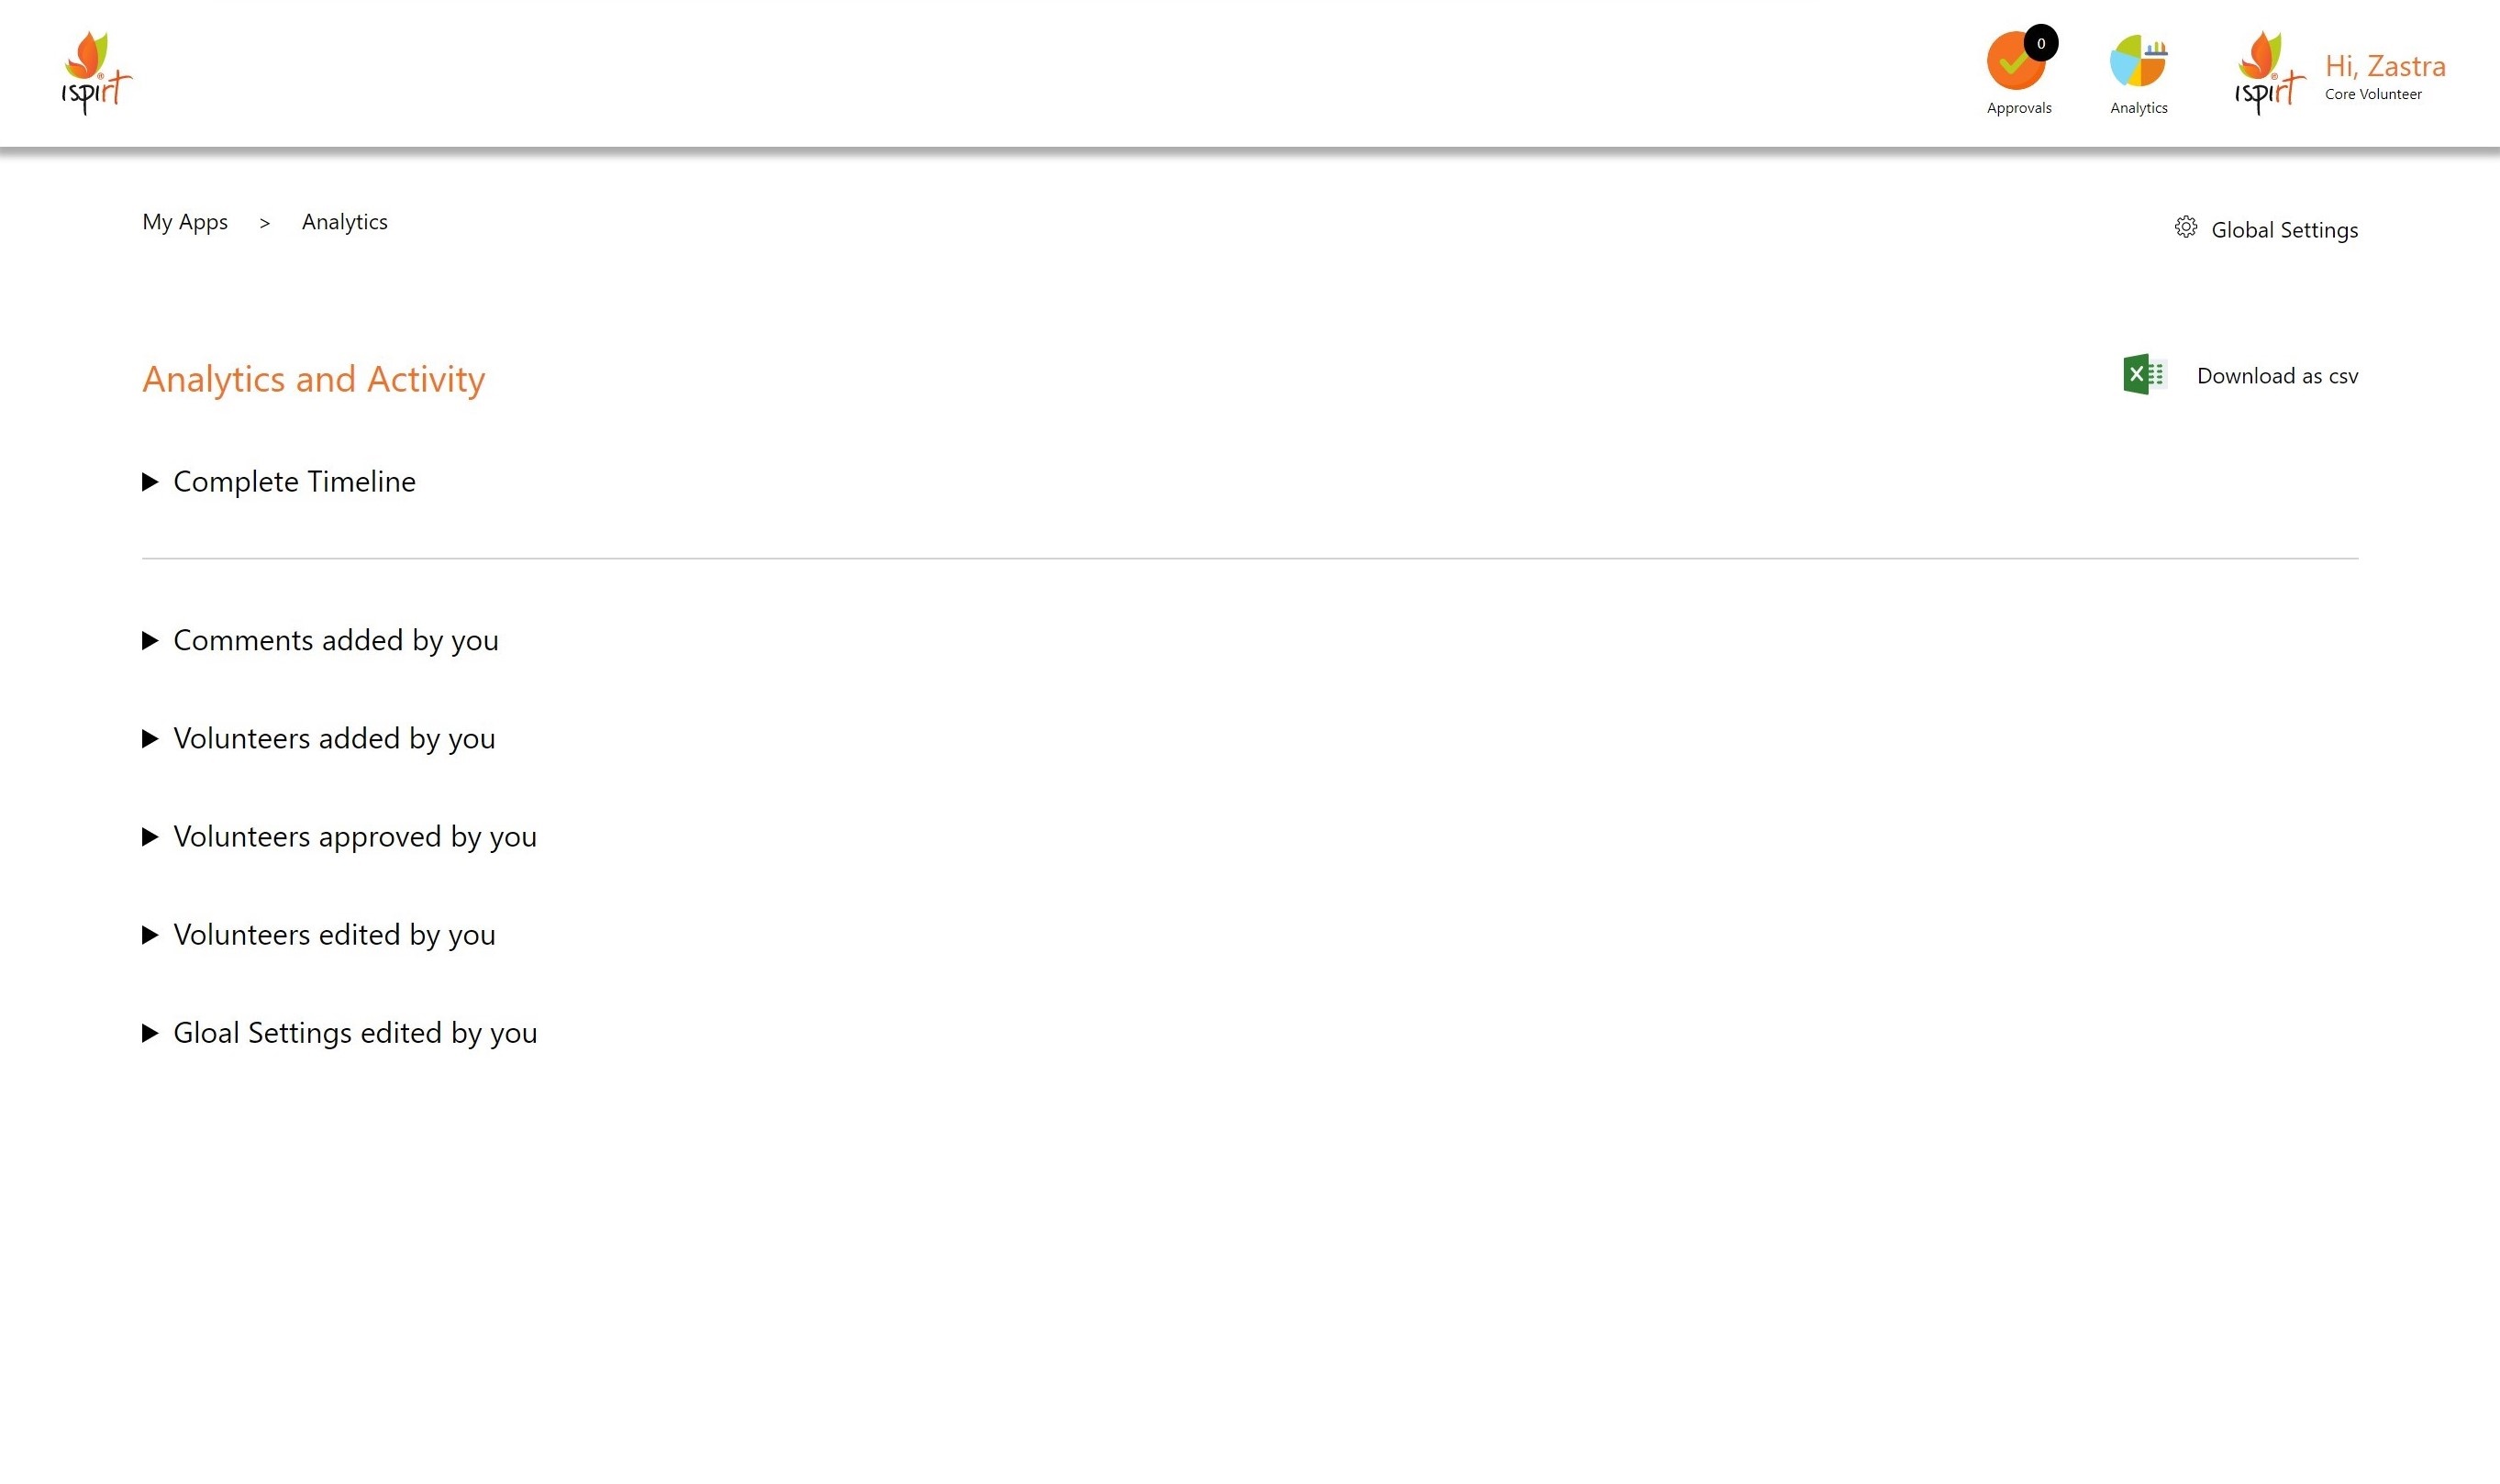 ispirt®
0
Approvals
Analytics
ispirt®
Hi, Zastra
Core Volunteer
My Apps > Analytics
Global Settings
Analytics and Activity
Download as csv
Complete Timeline
Comments added by you
Volunteers added by you
Volunteers approved by you
Volunteers edited by you
Gloal Settings edited by you